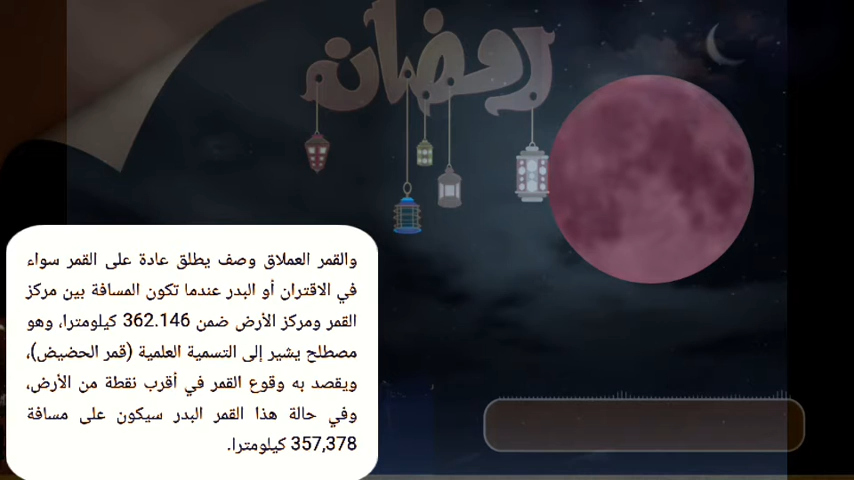 رمضان
والقمر العملاق وصف يطلق عادة على القمر سواء
في الاقتران أو البدر عندما تكون المسافة بين مركز
القمر ومركز الأرض ضمن 362.146 كيلومترا، وهو
مصطلح يشير إلى التسمية العلمية (قمر الحضيض)،
ويقصد به وقوع القمر في أقرب نقطة من الأرض،
وفي حالة هذا القمر البدر سيكون على مسافة
357,378 كيلومترا.